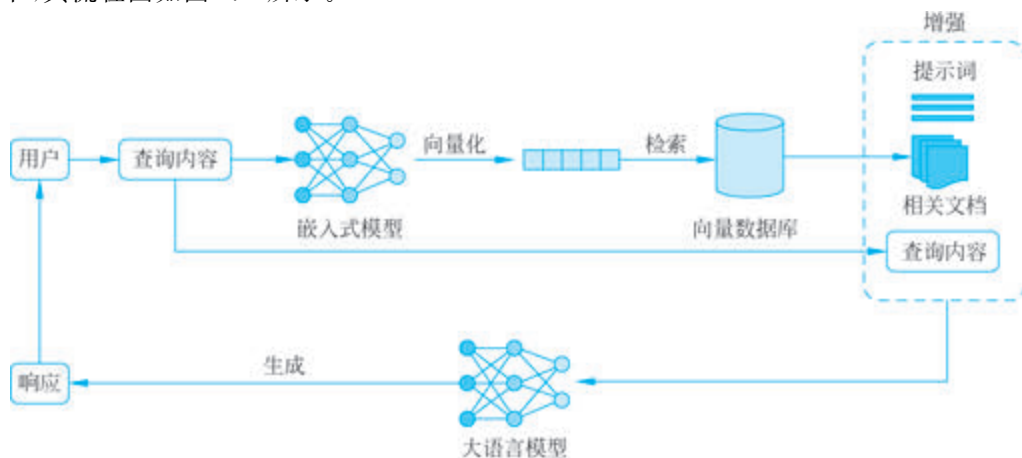 增强
提示词
用户
查询内容
向量化
检索
相关文档
嵌入式模型
向量数据库
查询内容
生成
响应
大语言模型